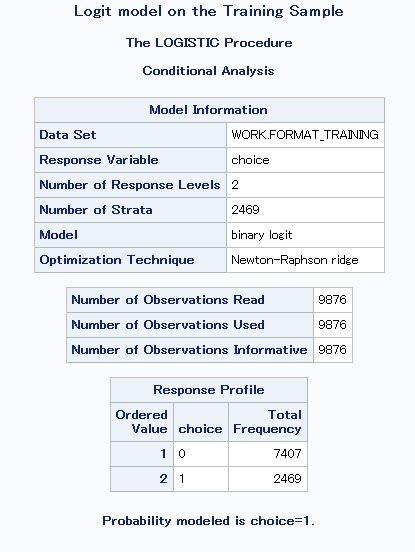 Logit model on the Training Sample
The LOGISTIC Procedure
Conditional Analysis
Model Information
Data Set WORK.FORMAT_TRAINING
Response Variable choice
Number of Response Levels 2
Number of Strata 2469
Model binary logit
Optimization Technique Newton-Raphson ridge
Number of Observations Read 9876
Number of Observations Used 9876
Number of Observations Informative 9876
Response Profile
Ordered Total
Value choice Frequency
1 0 7407
2 1 2469
Probability modeled is choice=1.